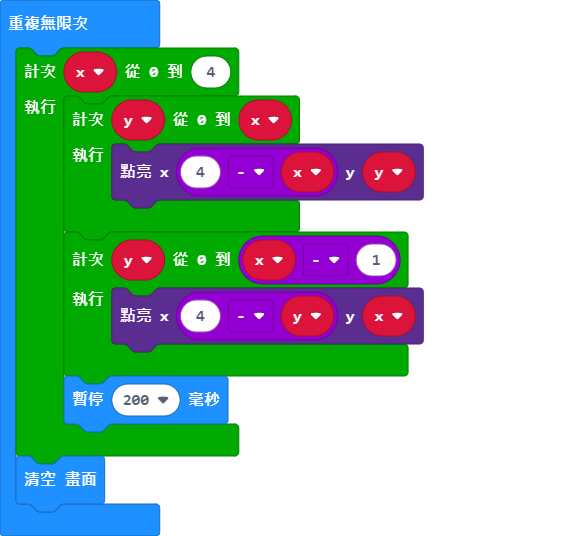 重複無限次
計次 x 從 0 到 4
執行
計次 y 從 0 到 x
執行
點亮 x 4 - x y y
計次 y 從 0 到 x - 1
執行
點亮 x 4 - y y x
暫停 200 毫秒
清空 畫面